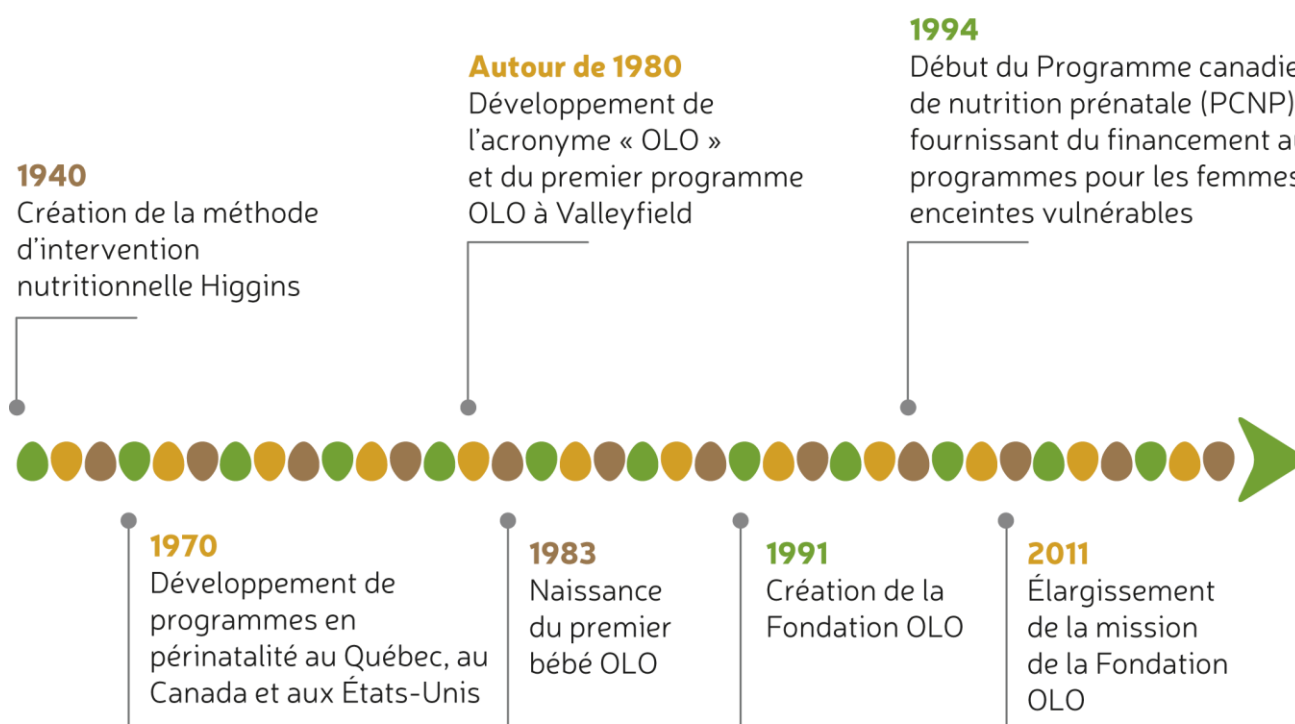 1940
Création de la méthode
d'intervention
nutritionnelle Higgins
Autour de 1980
Développement de
l'acronyme « OLO »
et du premier programme
OLO à Valleyfield
1994
Début du Programme canadie
de nutrition prénatale (PCNP)
fournissant du financement a
programmes pour les femmes
enceintes vulnérables
1970
Développement de
programmes en
périnatalité au Québec, au
Canada et aux États-Unis
1983
Naissance
du premier
bébé OLO
1991
Création de la
Fondation OLO
2011
Élargissement
de la mission
de la Fondation
OLO